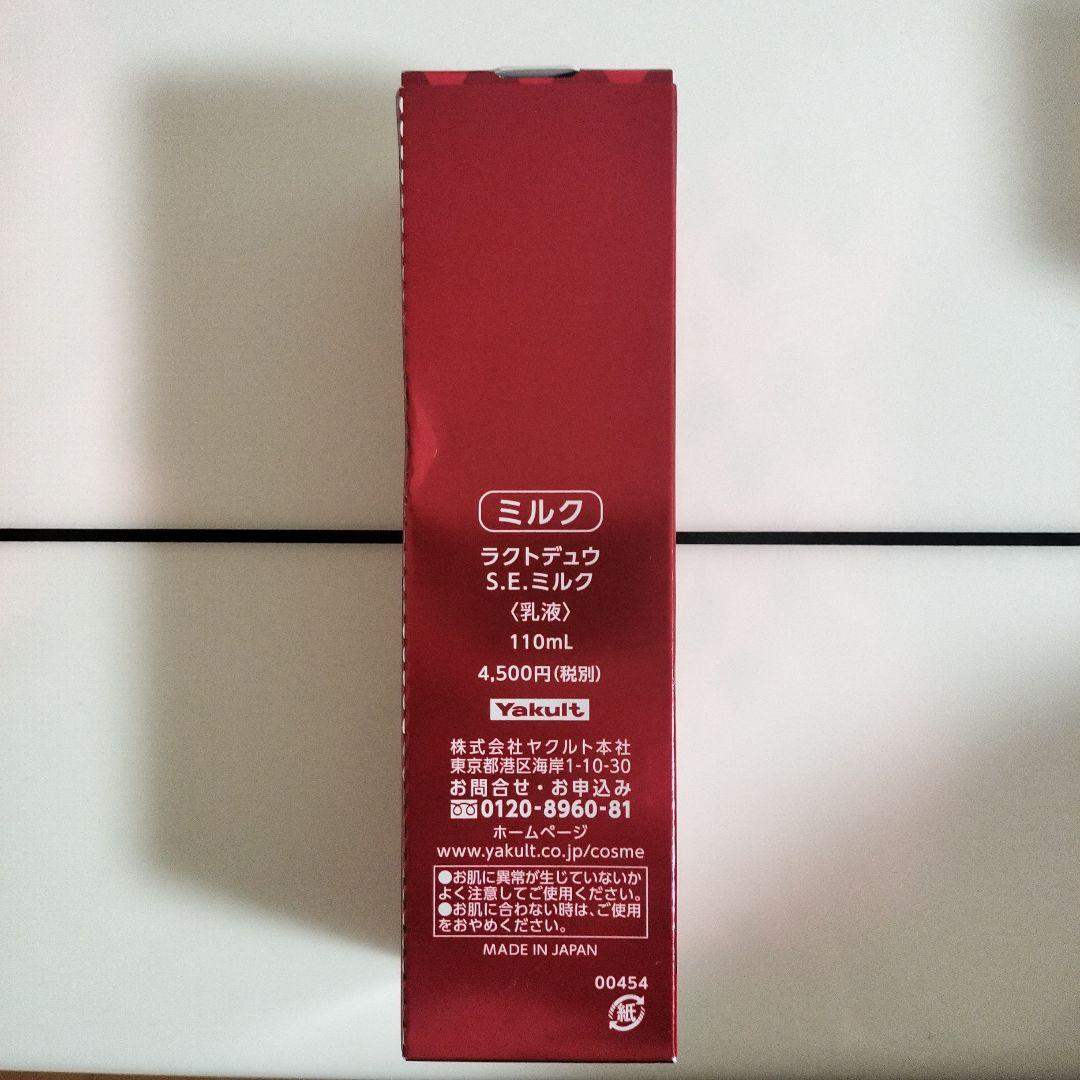 ミルク
ラクトデュウ
S.E.ミルク
〈乳液〉
110mL
4,500円(税別)
Yakult
株式会社ヤクルト本社
東京都港区海岸1-10-30
お問合せ・お申込み
0120-8960-81
ホームページ
www.yakult.co.jp/cosme
●お肌に異常が生じていないか
よく注意してご使用ください。
●お肌に合わない時は、ご使用
をおやめください。
MADE IN JAPAN
00454
紙